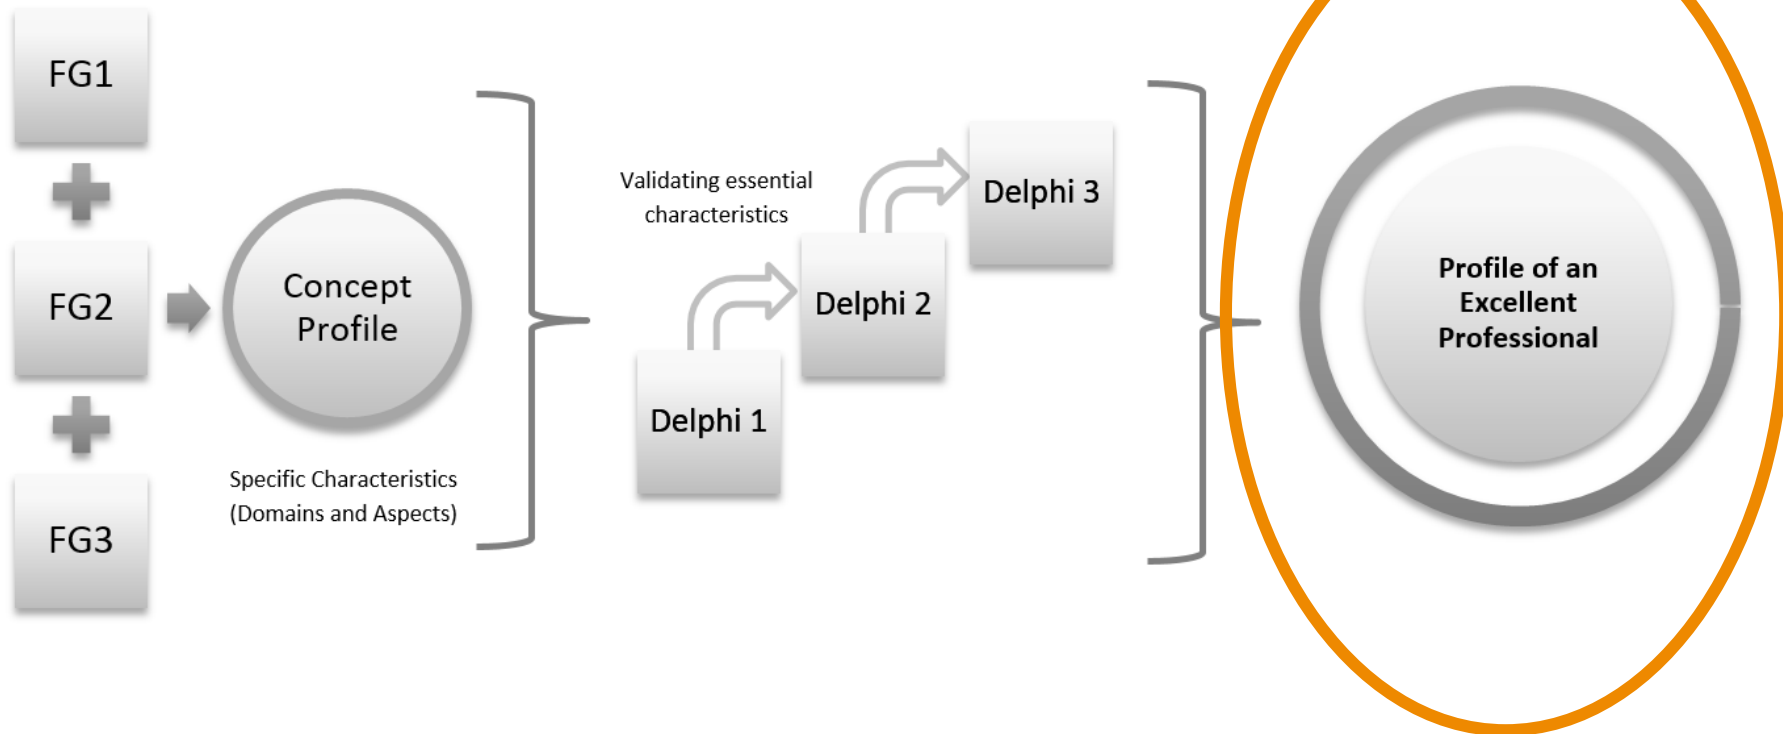 FG1
FG2
FG3
Concept
Profile
Specific Characteristics
(Domains and Aspects)
Validating essential
characteristics
Delphi 1
Delphi 2
Delphi 3
Profile of an
Excellent
Professional